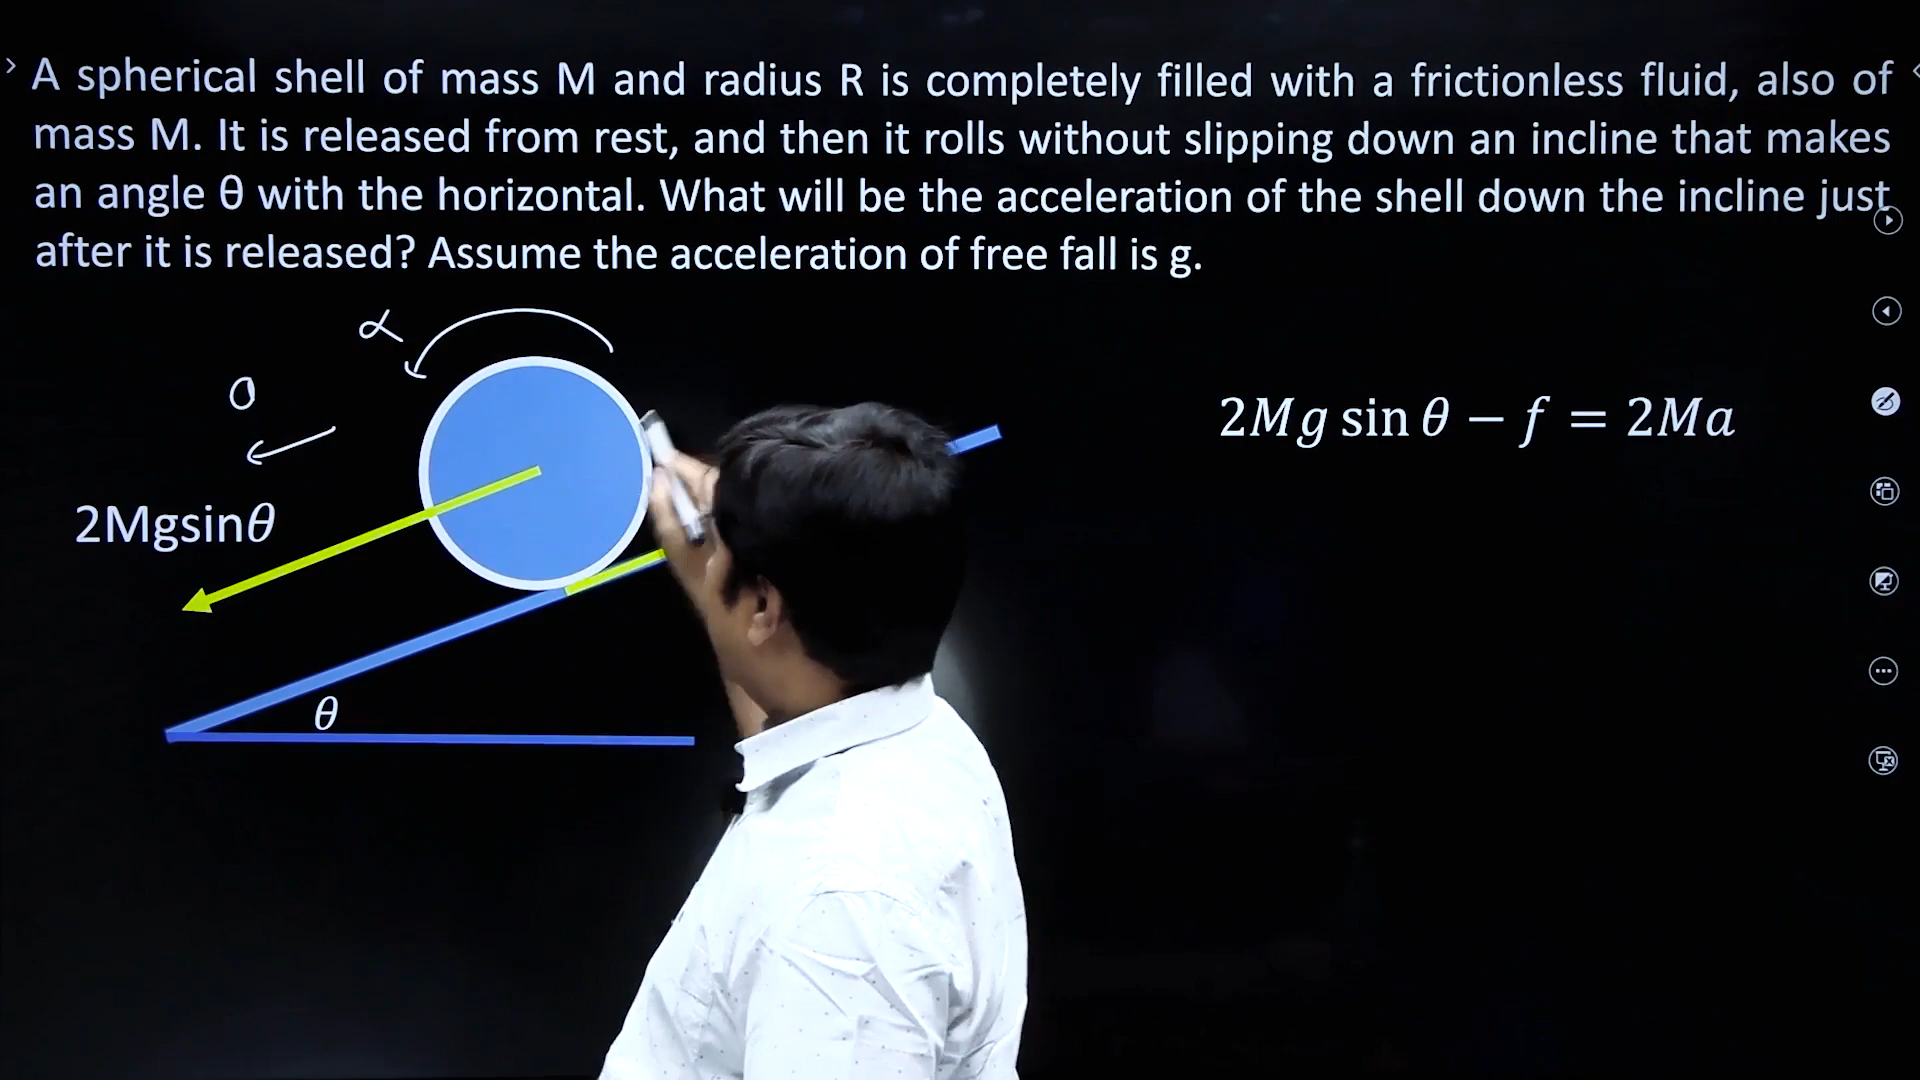 A spherical shell of mass M and radius R is completely filled with a frictionless fluid, also of
mass M. It is released from rest, and then it rolls without slipping down an incline that makes
an angle θ with the horizontal. What will be the acceleration of the shell down the incline just
after it is released? Assume the acceleration of free fall is g.
α
a
2Mg sin θ − f = 2Ma
2Mgsinθ
θ